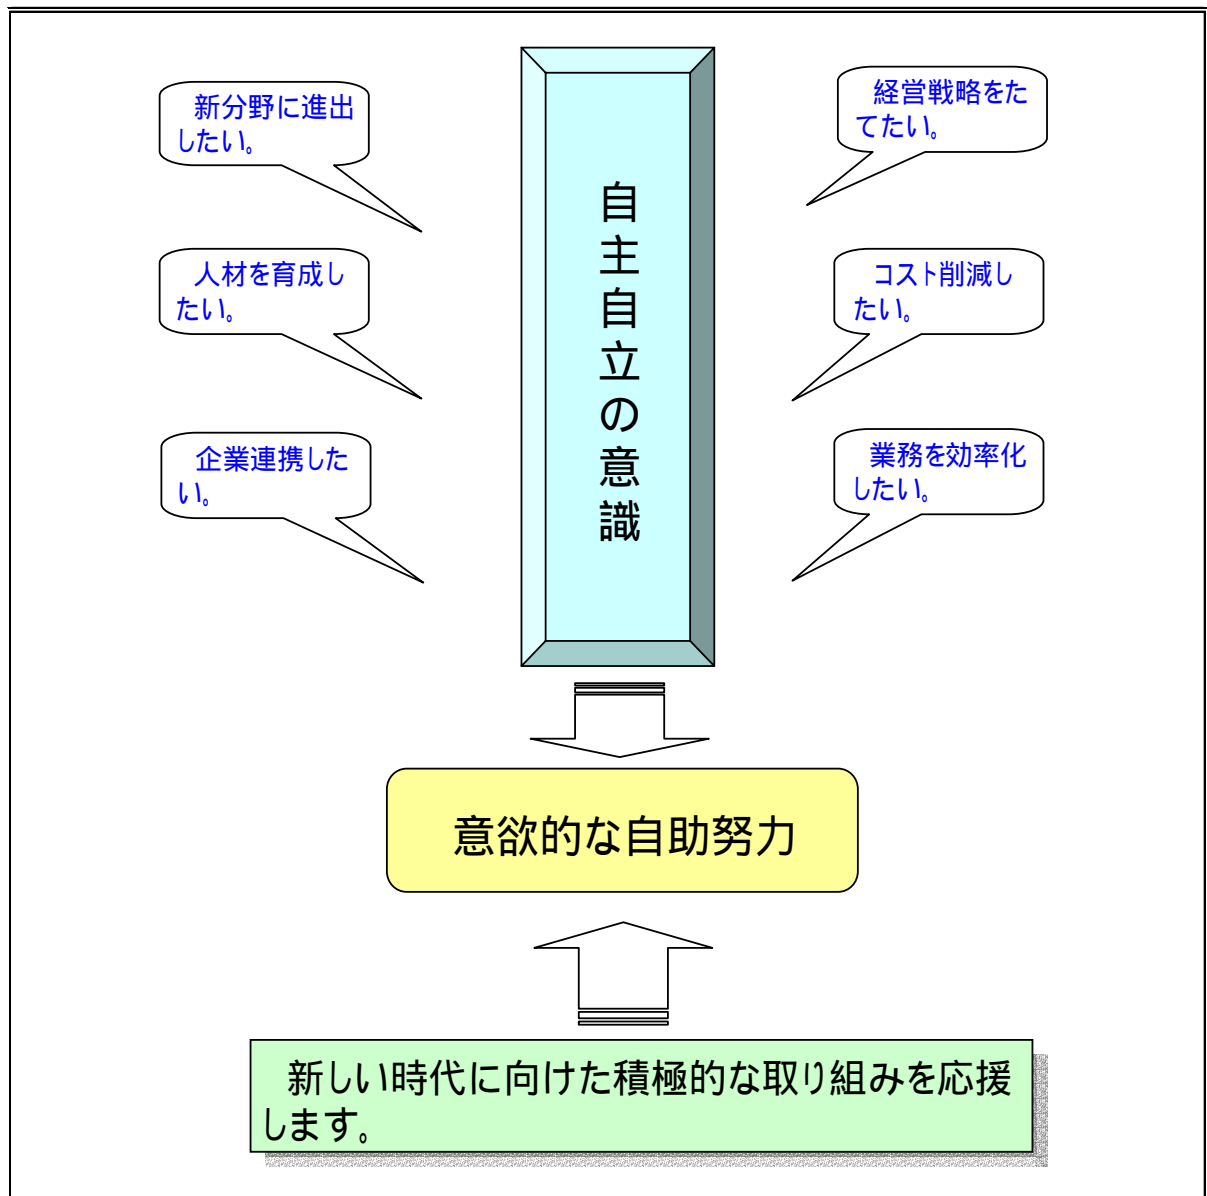 新分野に進出
したい。
人材を育成し
たい。
企業連携した
い。
自主自立の意識
経営戦略をた
てたい。
コスト削減し
たい。
業務を効率化
したい。
意欲的な自助努力
新しい時代に向けた積極的な取り組みを応援
します。